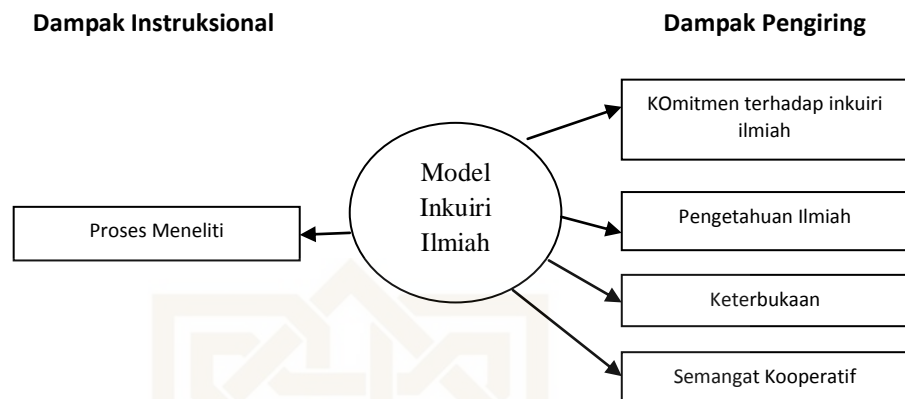 Dampak Instruksional
Dampak Pengiring
KOmitmen terhadap inkuiri
ilmiah
Model
Inkuiri
Ilmiah
Proses Meneliti
Pengetahuan Ilmiah
Keterbukaan
Semangat Kooperatif